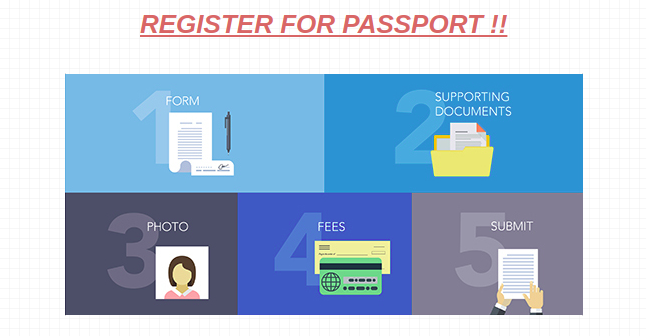 REGISTER FOR PASSPORT !!
1
FORM
2
SUPPORTING
DOCUMENTS
3
PHOTO
4
FEES
5
SUBMIT